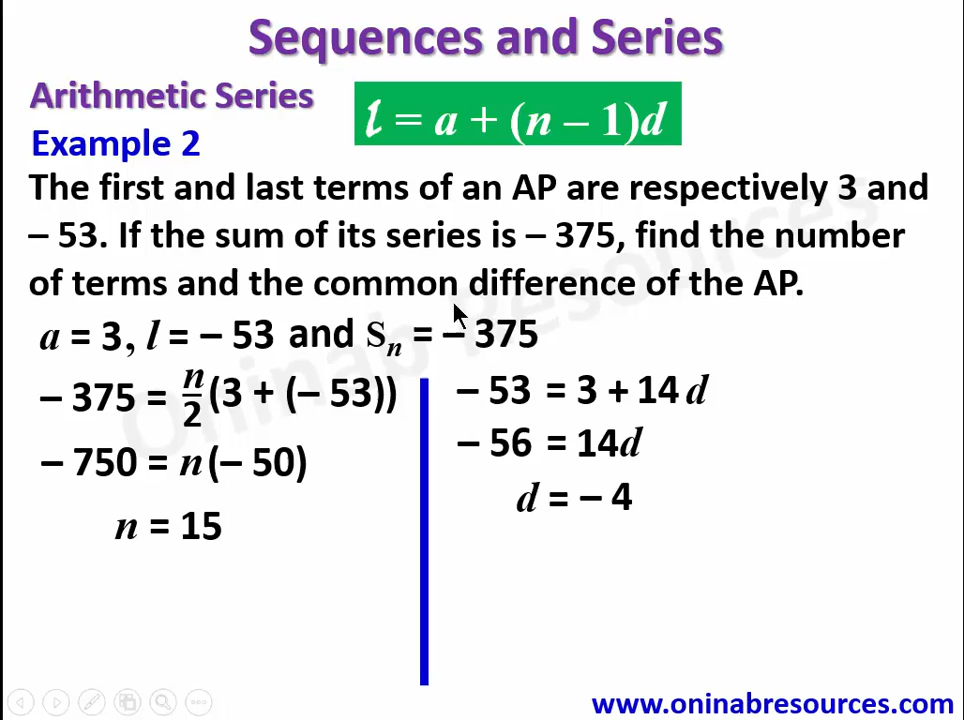 Sequences and Series
Arithmetic Series
l = a + (n – 1)d
Example 2
The first and last terms of an AP are respectively 3 and
– 53. If the sum of its series is – 375, find the number
of terms and the common difference of the AP.
a = 3, l = – 53 and Sₙ = – 375
– 375 = n/2 (3 + (– 53))
– 750 = n(– 50)
n = 15
– 53 = 3 + 14d
– 56 = 14d
d = – 4
Oninab Resources
www.oninabresources.com